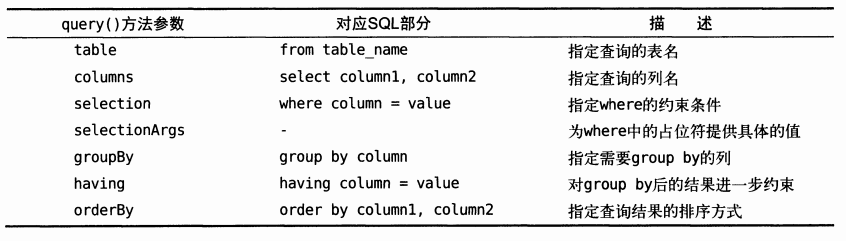 query()方法参数 对应SQL部分 描 述
table from table_name 指定查询的表名
columns select column1, column2 指定查询的列名
selection where column = value 指定where的约束条件
selectionArgs - 为where中的占位符提供具体的值
groupBy group by column 指定需要group by的列
having having column = value 对group by后的结果进一步约束
orderBy order by column1, column2 指定查询结果的排序方式